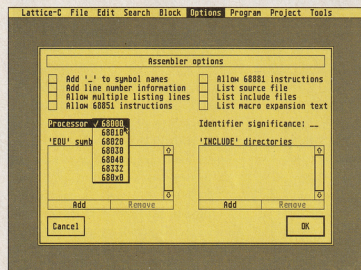 Lattice-C File Edit Search Block Options Program Project Tools
Assembler options
Add '_' to symbol names
Add line number information
Allow multiple listing lines
Allow 68851 instructions
Allow 68881 instructions
List source file
List include files
List macro expansion text
Processor ✓ 68000
68010
68020
68030
68040
68332
680x0
Identifier significance: __
'EQU' symb
'INCLUDE' directories
Add Remove
Add Remove
Cancel
OK